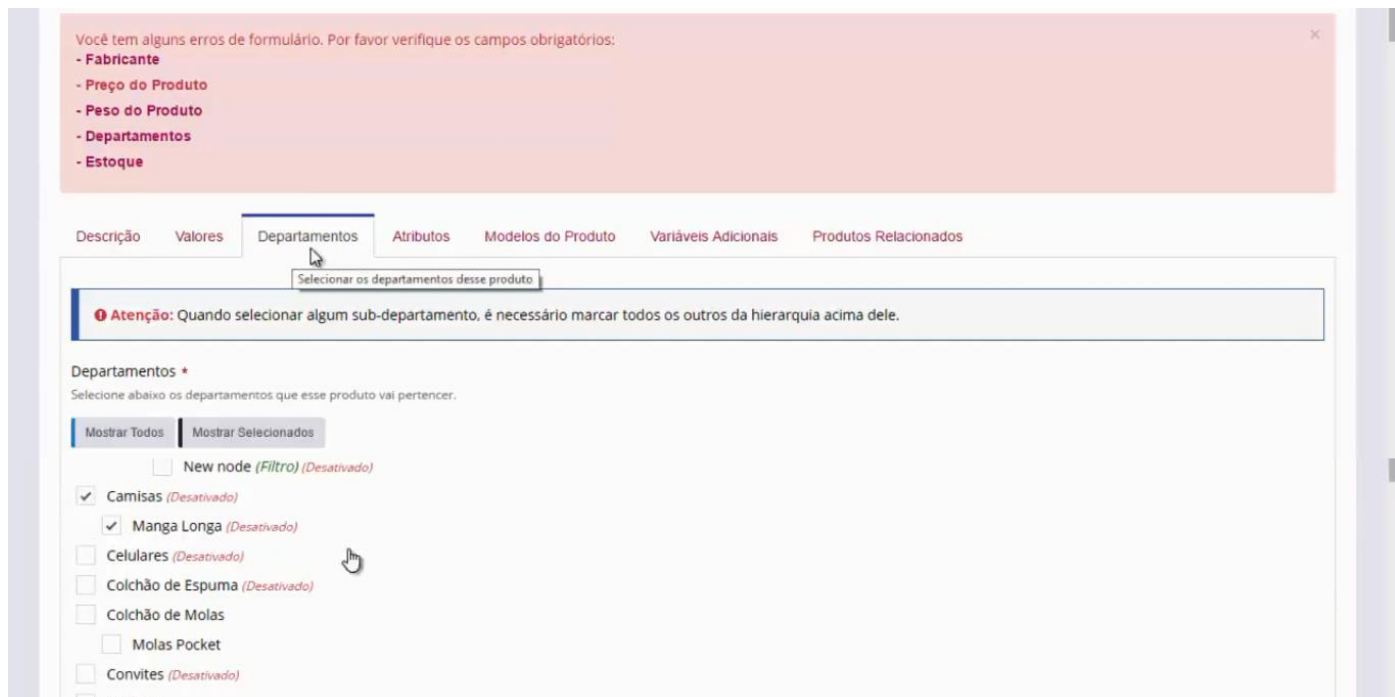 Você tem alguns erros de formulário. Por favor verifique os campos obrigatórios:
- Fabricante
- Preço do Produto
- Peso do Produto
- Departamentos
- Estoque
Descrição Valores Departamentos Atributos Modelos do Produto Variáveis Adicionais Produtos Relacionados
Selecionar os departamentos desse produto
Atenção: Quando selecionar algum sub-departamento, é necessário marcar todos os outros da hierarquia acima dele.
Departamentos *
Selecione abaixo os departamentos que esse produto vai pertencer.
Mostrar Todos Mostrar Selecionados
New node (Filtro) (Desativado)
Camisas (Desativado)
Manga Longa (Desativado)
Celulares (Desativado)
Colchão de Espuma (Desativado)
Colchão de Molas
Molas Pocket
Convites (Desativado)